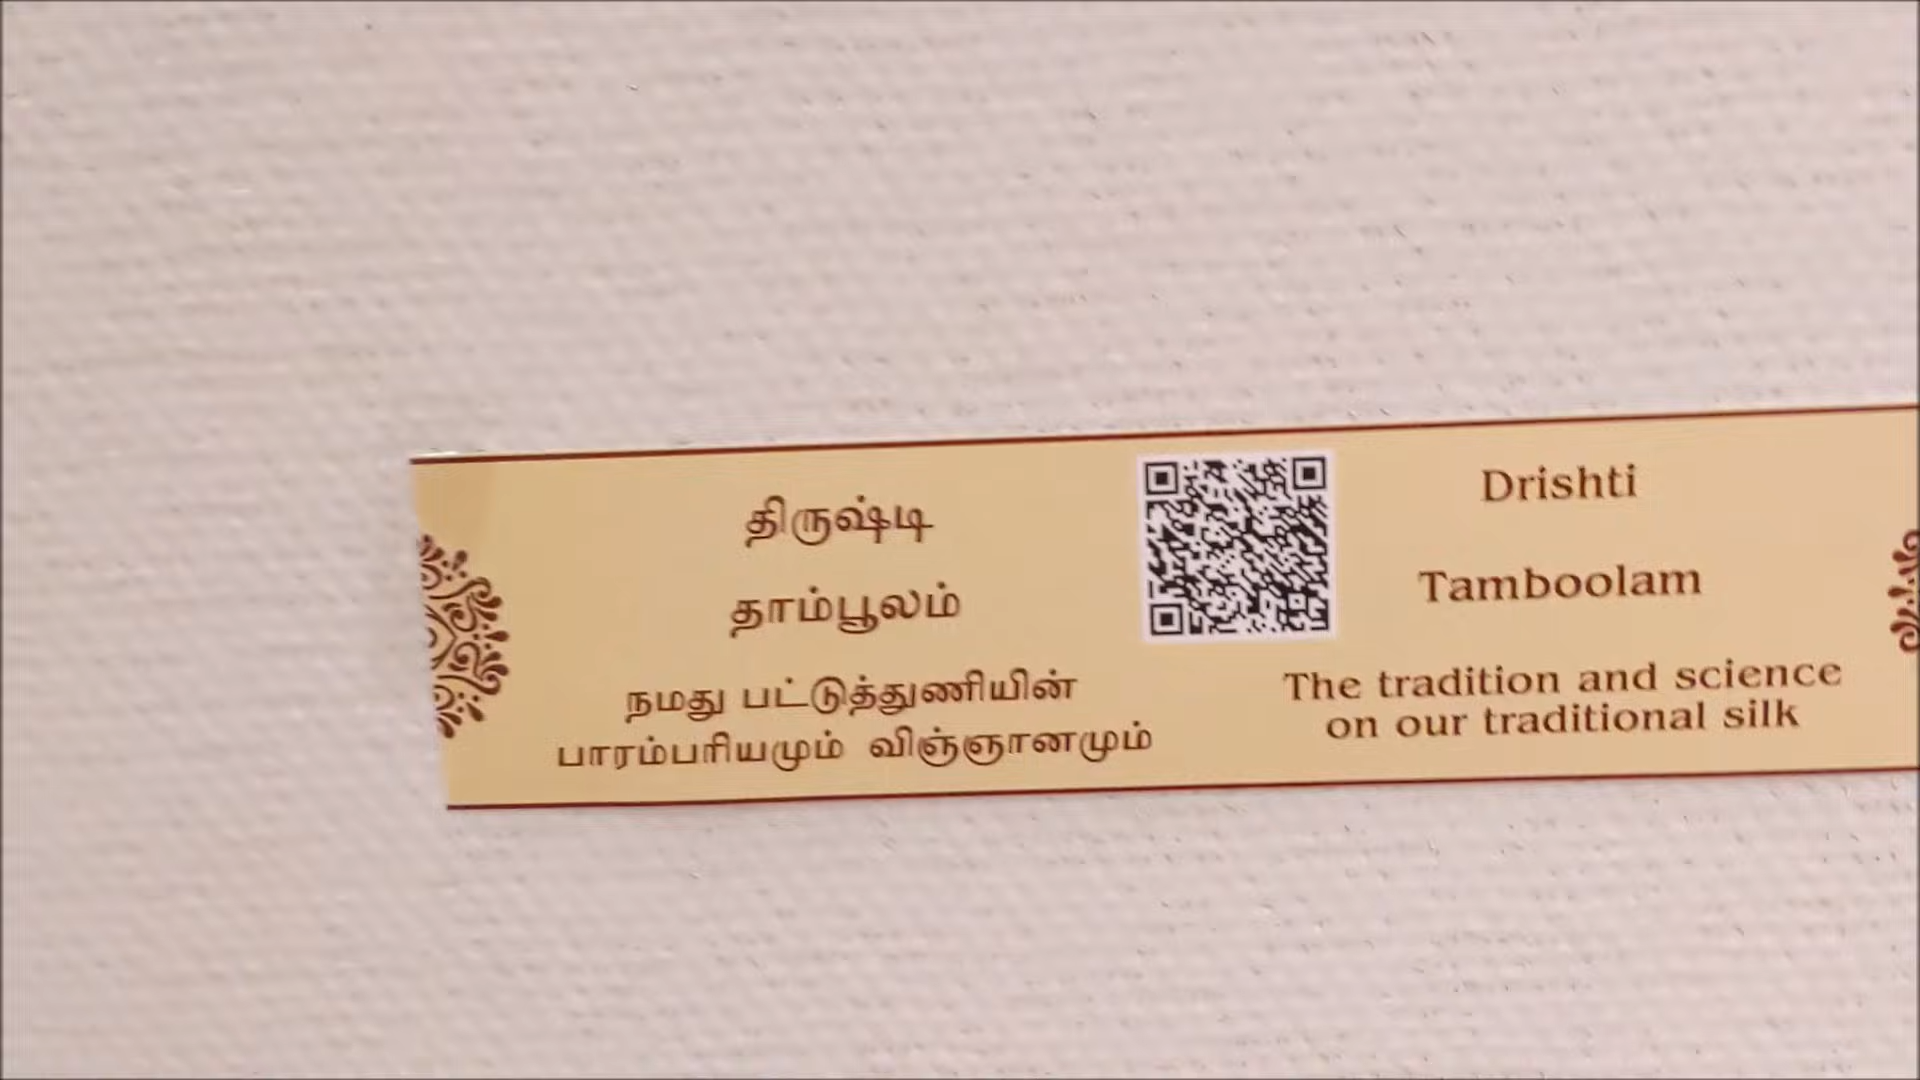 திருஷ்டி
தாம்பூலம்
நமது பட்டுத்துணியின்
பாரம்பரியமும் விஞ்ஞானமும்
Drishti
Tamboolam
The tradition and science
on our traditional silk